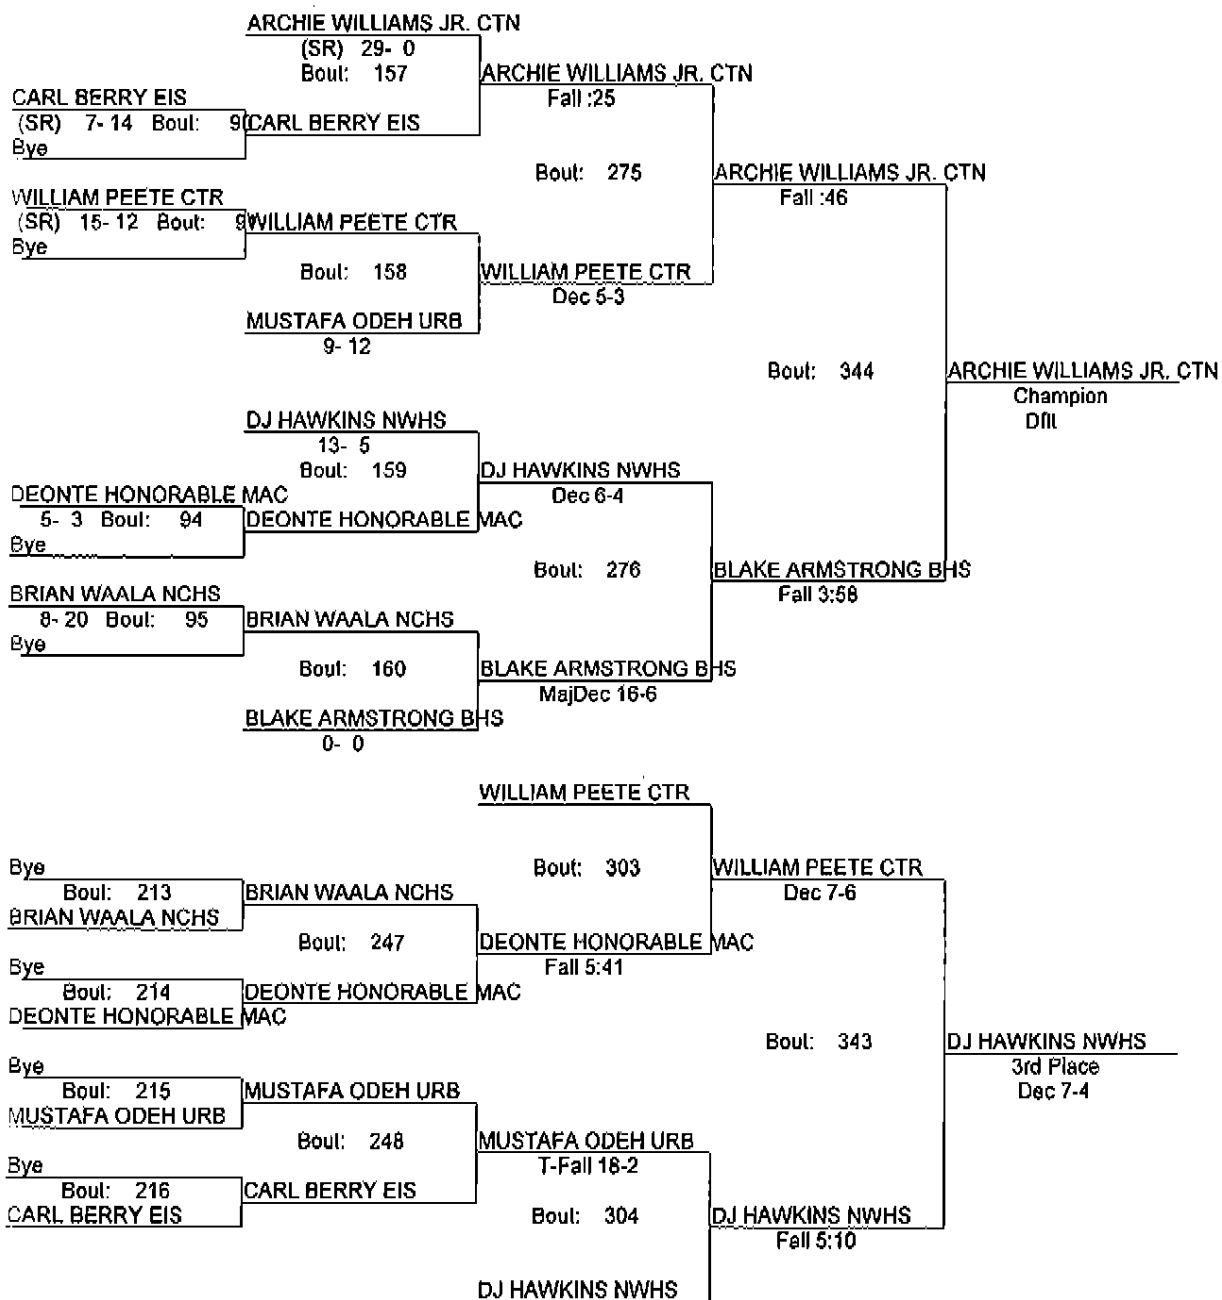 ARCHIE WILLIAMS JR. CTN
(SR) 29- 0
Bout: 157
ARCHIE WILLIAMS JR. CTN
Fall :25
CARL BERRY EIS
(SR) 7- 14 Bout:
CARL BERRY EIS
Bye
Bout: 275
ARCHIE WILLIAMS JR. CTN
Fall :46
WILLIAM PEETE CTR
(SR) 15- 12 Bout:
WILLIAM PEETE CTR
Bye
Bout: 158
WILLIAM PEETE CTR
Dec 5-3
MUSTAFA ODEH URB
9- 12
Bout: 344
ARCHIE WILLIAMS JR. CTN
Champion
Dflt
DJ HAWKINS NWHS
13- 5
Bout: 159
DJ HAWKINS NWHS
Dec 6-4
DEONTE HONORABLE MAC
5- 3 Bout: 94
DEONTE HONORABLE MAC
Bye
Bout: 276
BLAKE ARMSTRONG BHS
Fall 3:58
BRIAN WAALA NCHS
8- 20 Bout: 95
BRIAN WAALA NCHS
Bye
Bout: 160
BLAKE ARMSTRONG BHS
MajDec 16-6
BLAKE ARMSTRONG BHS
0- 0
WILLIAM PEETE CTR
Bout: 303
WILLIAM PEETE CTR
Dec 7-6
Bye
Bout: 213
BRIAN WAALA NCHS
BRIAN WAALA NCHS
Bout: 247
DEONTE HONORABLE MAC
Fall 5:41
Bye
Bout: 214
DEONTE HONORABLE MAC
DEONTE HONORABLE MAC
Bout: 343
DJ HAWKINS NWHS
3rd Place
Dec 7-4
Bye
Bout: 215
MUSTAFA ODEH URB
MUSTAFA ODEH URB
Bout: 248
MUSTAFA ODEH URB
T-Fall 18-2
Bye
Bout: 216
CARL BERRY EIS
CARL BERRY EIS
Bout: 304
DJ HAWKINS NWHS
Fall 5:10
DJ HAWKINS NWHS